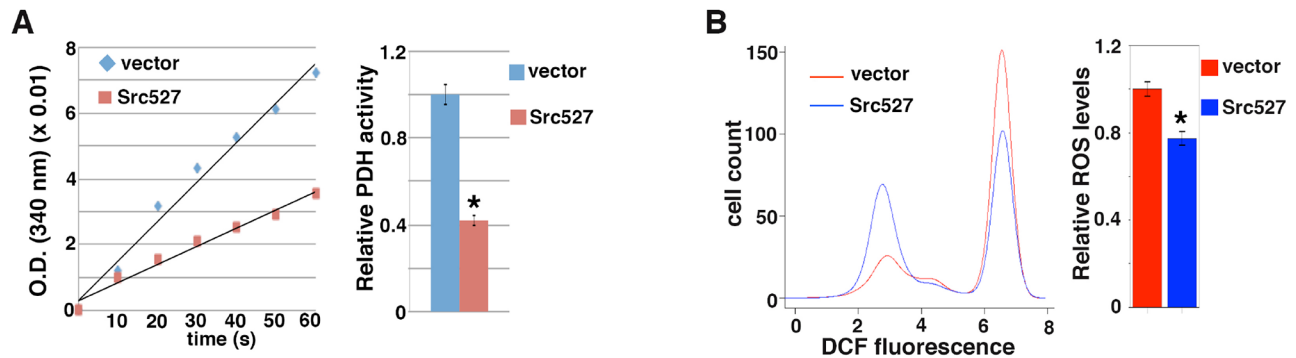 A
O.D. (340 nm) (x 0.01)
8
6
4
2
0
vector
Src527
10 20 30 40 50 60
time (s)
Relative PDH activity
1.2
0.8
0.4
0
*
vector
Src527
B
cell count
150
100
50
0
vector
Src527
0 2 4 6 8
DCF fluorescence
Relative ROS levels
1.2
0.8
0.4
0
*
vector
Src527